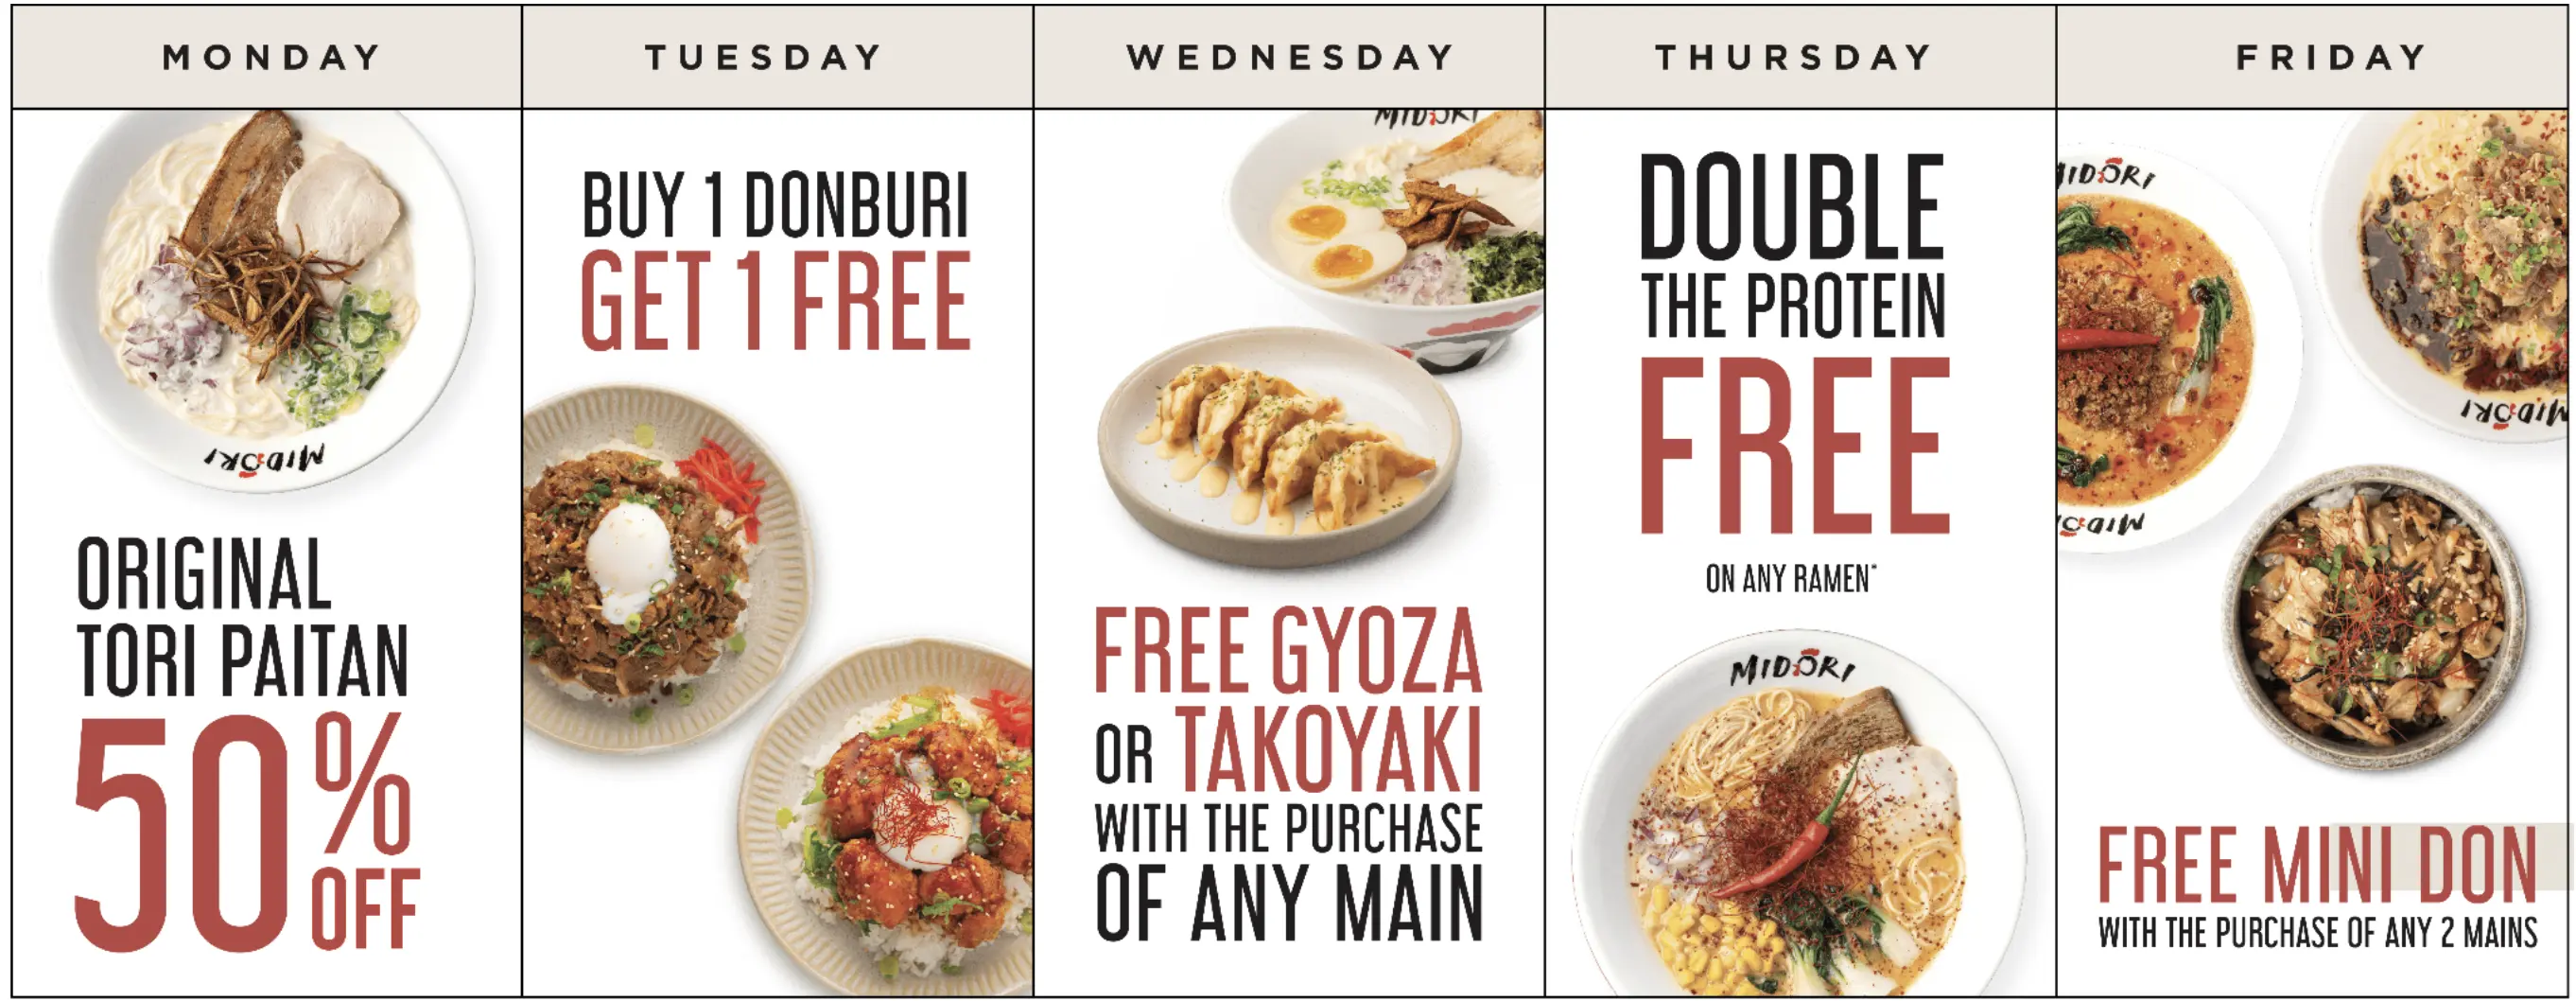 MONDAY
ORIGINAL
TORI PAITAN
50%
OFF
MIDORI
TUESDAY
BUY 1 DONBURI
GET 1 FREE
WEDNESDAY
MIDORI
FREE GYOZA
OR TAKOYAKI
WITH THE PURCHASE
OF ANY MAIN
THURSDAY
DOUBLE
THE PROTEIN
FREE
ON ANY RAMEN*
MIDORI
FRIDAY
MIDORI
MIDORI
MIDORI
FREE MINI DON
WITH THE PURCHASE OF ANY 2 MAINS